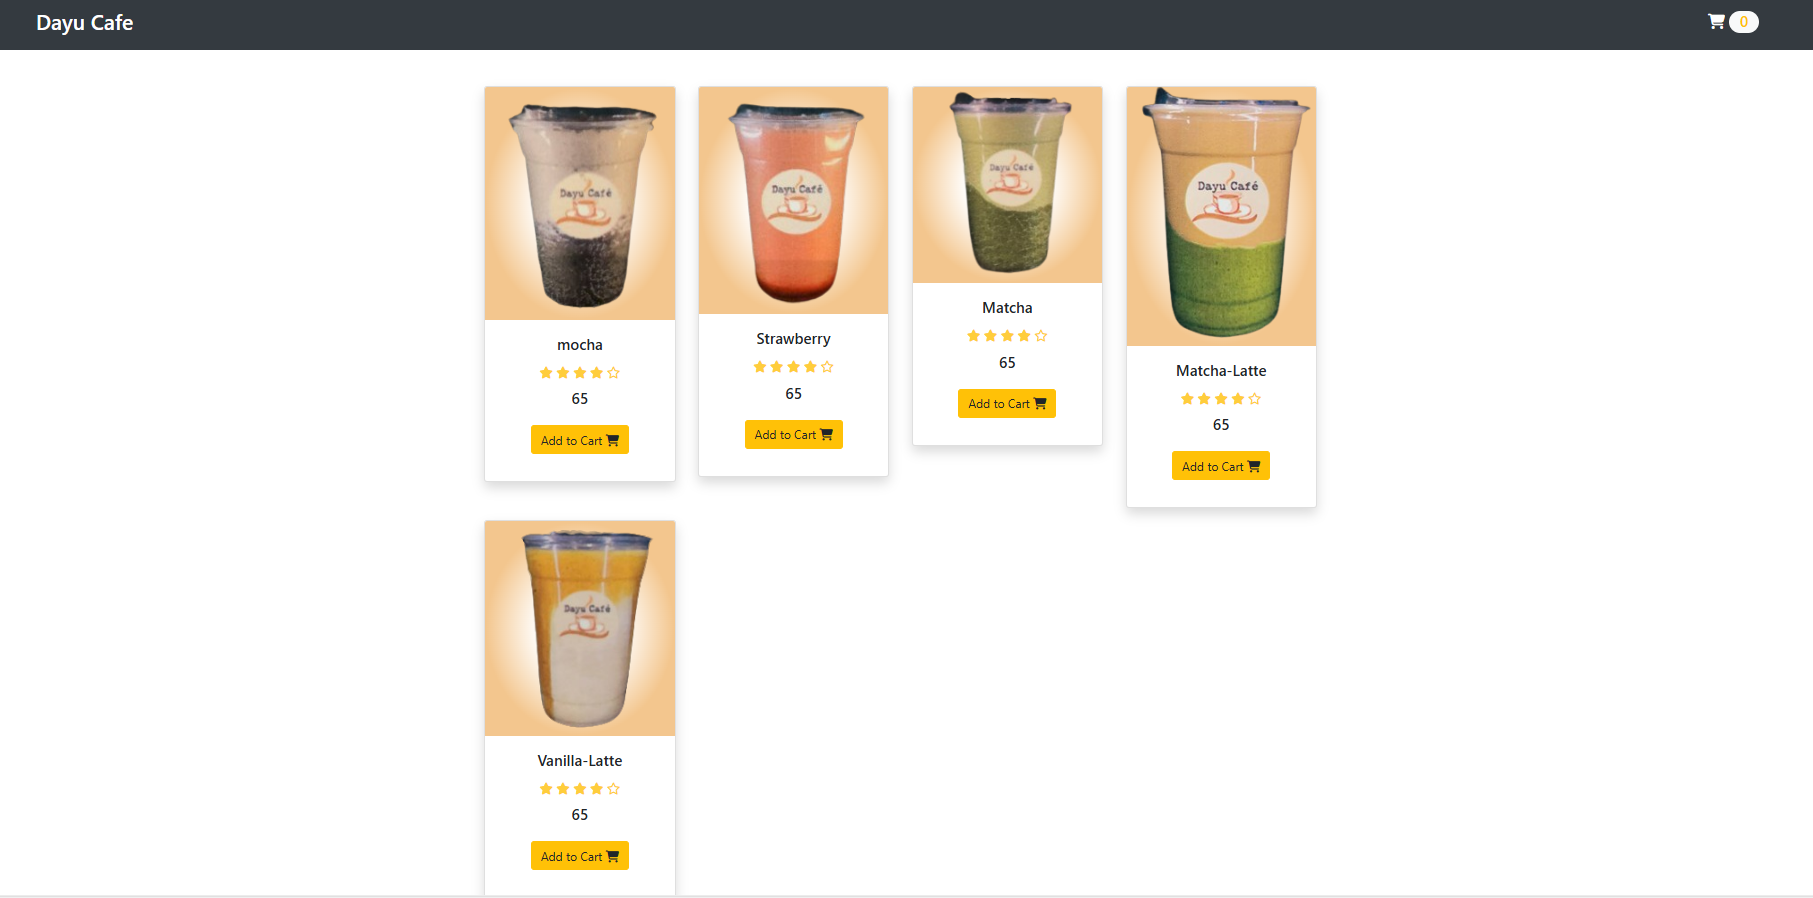 Dayu Cafe
0
Dayu Café
mocha
65
Add to Cart
Dayu Café
Strawberry
65
Add to Cart
Dayu Café
Matcha
65
Add to Cart
Dayu Café
Matcha-Latte
65
Add to Cart
Dayu Café
Vanilla-Latte
65
Add to Cart